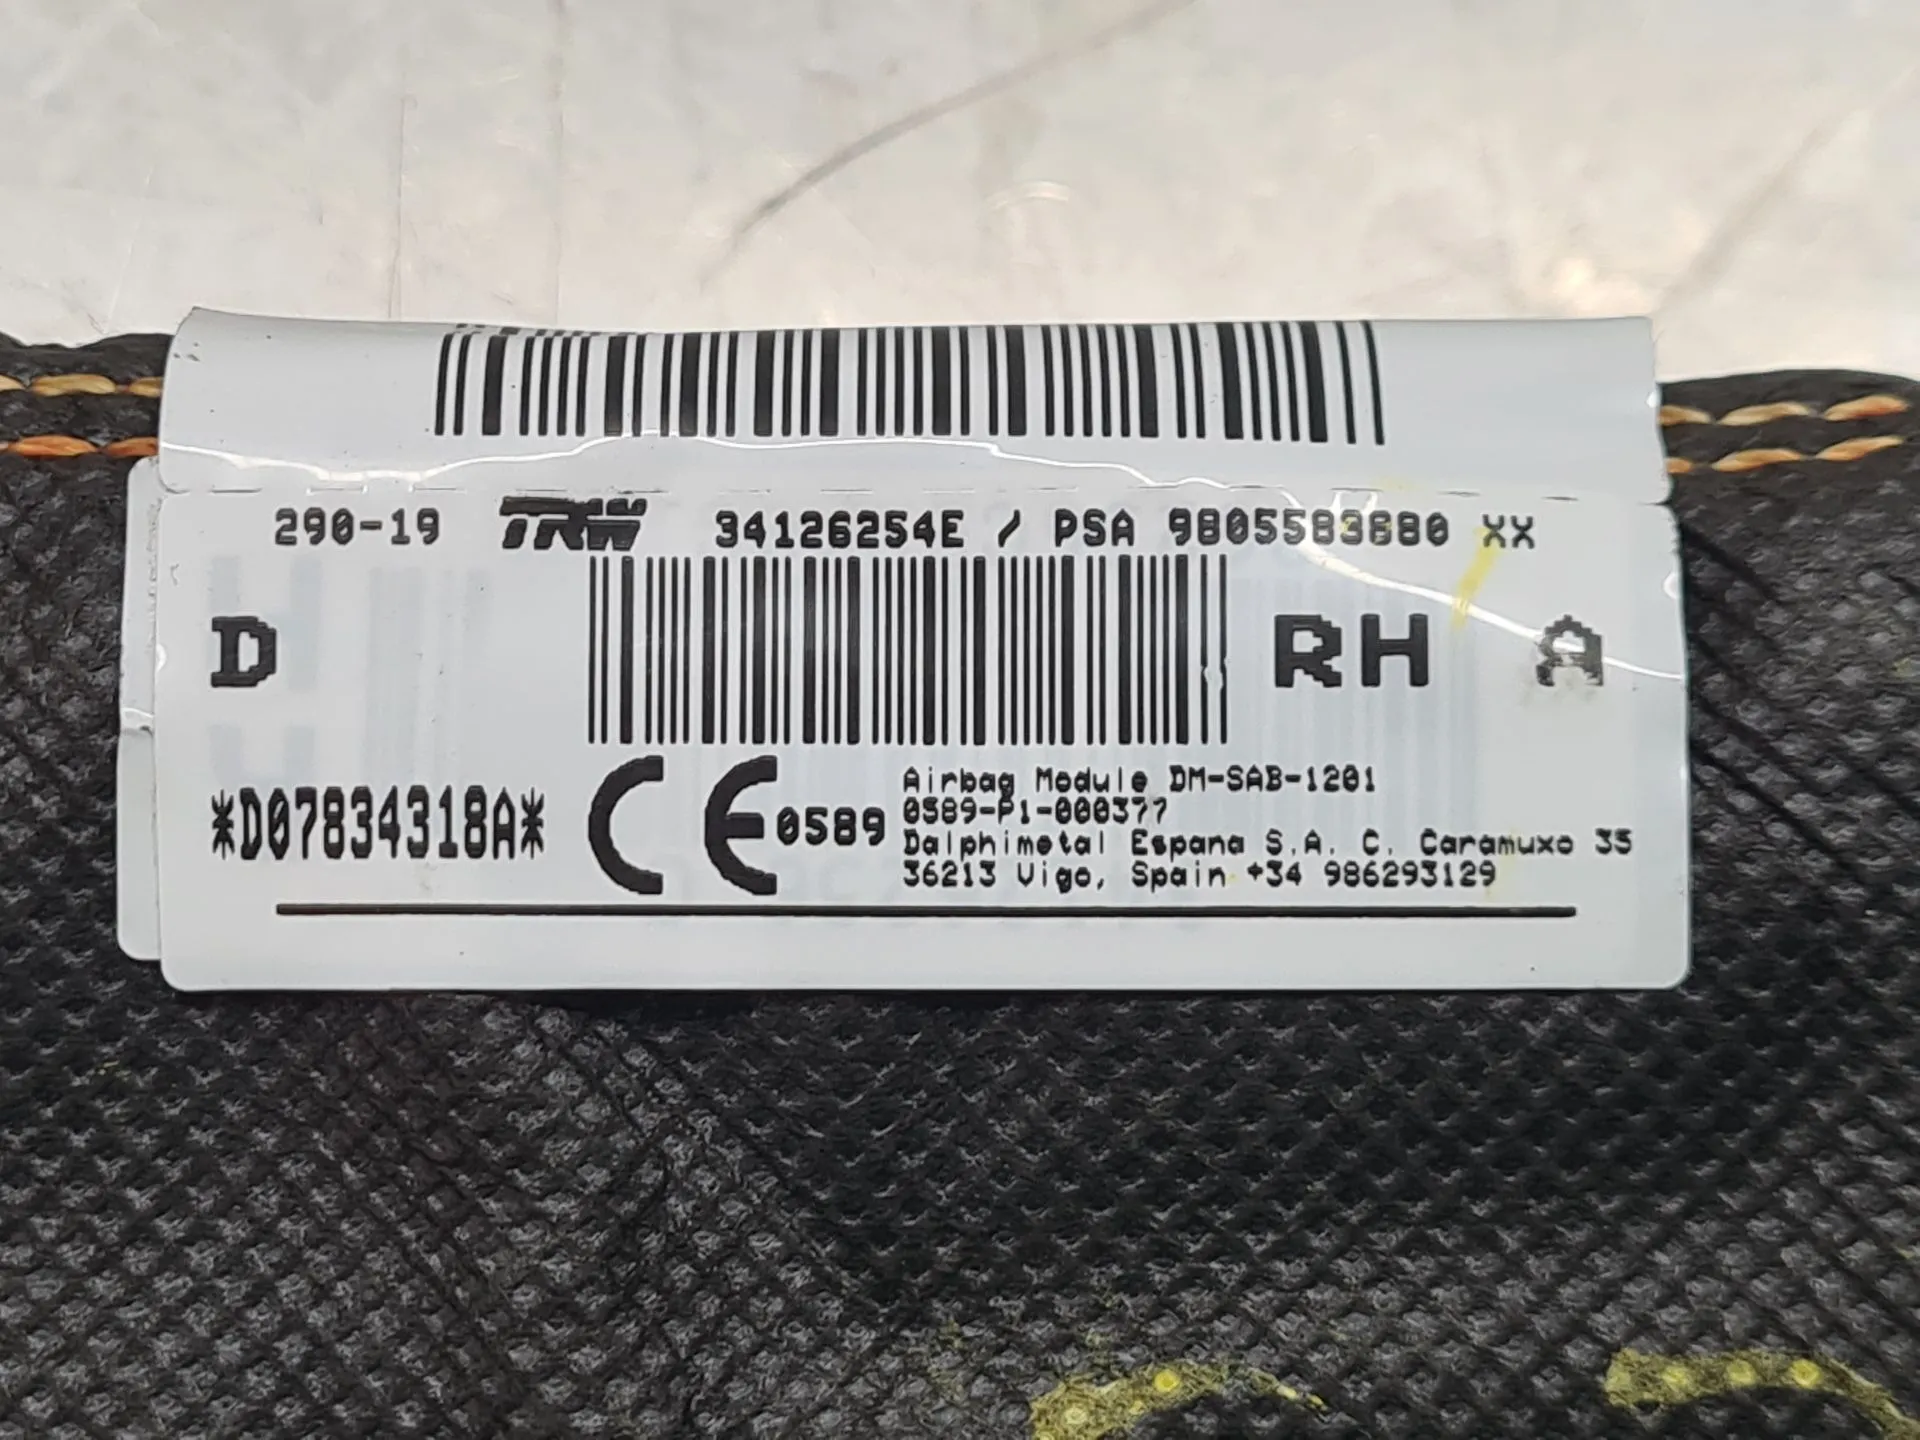 290-19 TRW 34126254E / PSA 9805583880 XX
D RH A
*D07834318A* CE 0589
Airbag Module DM-SAB-1201
0589-P1-000377
Dalphimetal Espana S.A. C. Caramuxo 35
36213 Vigo, Spain +34 986293129